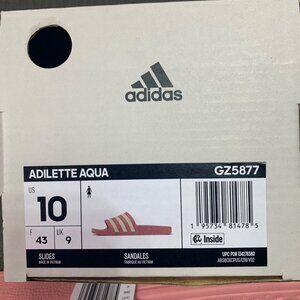 adidas
ADILETTE AQUA
GZ5877
US
10
F
43
UK
9
SLIDES
MADE IN VIETNAM
SANDALES
FABRIQUÉ AU VIETNAM
1 95734 81478 5
Inside